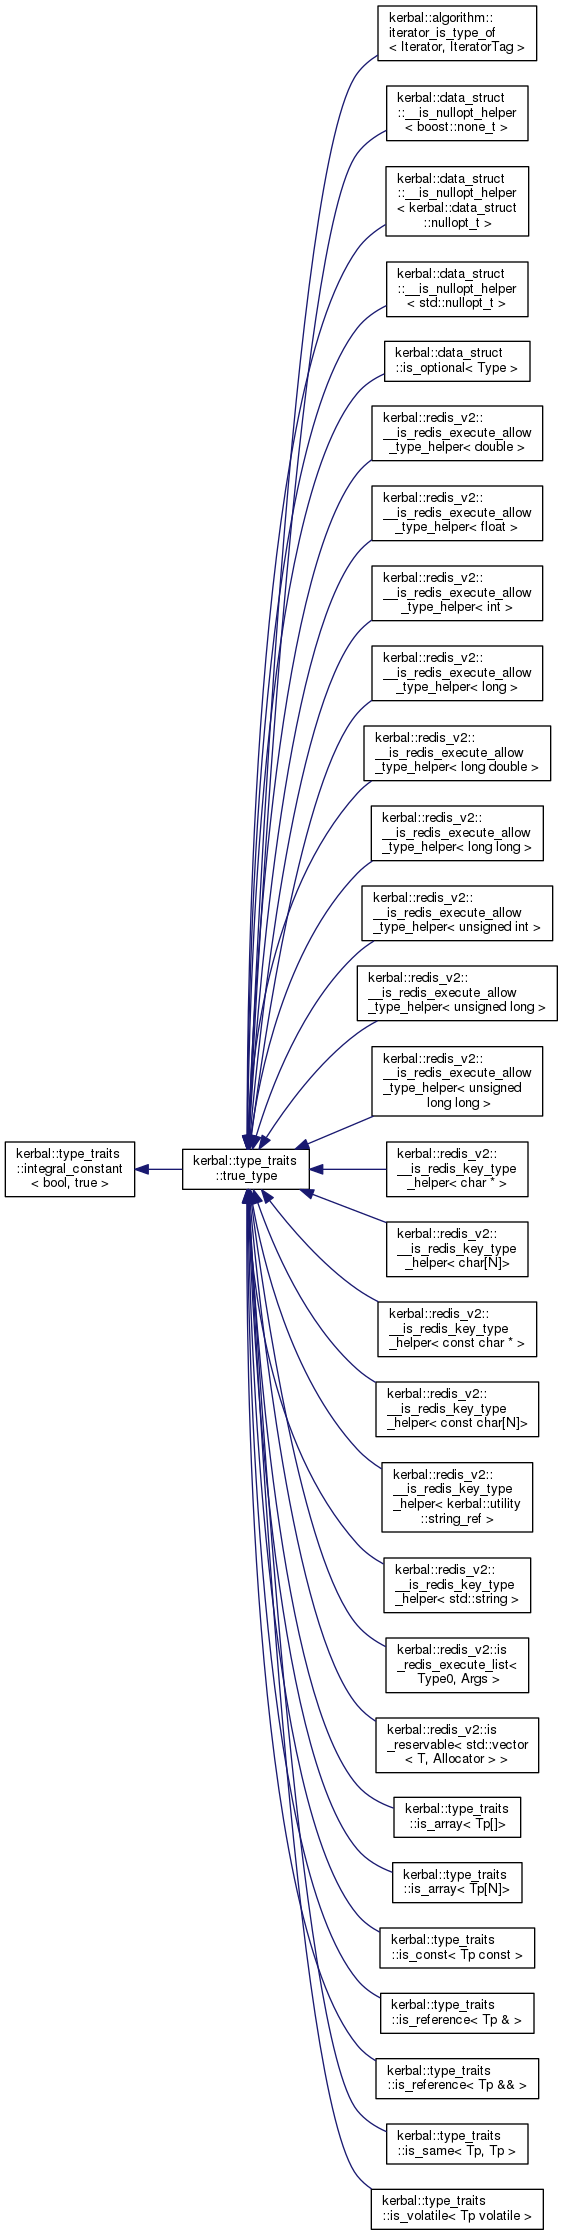 kerbal::algorithm::
iterator_is_type_of
< Iterator, IteratorTag >
kerbal::data_struct
::__is_nullopt_helper
< boost::none_t >
kerbal::data_struct
::__is_nullopt_helper
< kerbal::data_struct
::nullopt_t >
kerbal::data_struct
::__is_nullopt_helper
< std::nullopt_t >
kerbal::data_struct
::is_optional< Type >
kerbal::redis_v2::
__is_redis_execute_allow
_type_helper< double >
kerbal::redis_v2::
__is_redis_execute_allow
_type_helper< float >
kerbal::redis_v2::
__is_redis_execute_allow
_type_helper< int >
kerbal::redis_v2::
__is_redis_execute_allow
_type_helper< long >
kerbal::redis_v2::
__is_redis_execute_allow
_type_helper< long double >
kerbal::redis_v2::
__is_redis_execute_allow
_type_helper< long long >
kerbal::redis_v2::
__is_redis_execute_allow
_type_helper< unsigned int >
kerbal::redis_v2::
__is_redis_execute_allow
_type_helper< unsigned long >
kerbal::redis_v2::
__is_redis_execute_allow
_type_helper< unsigned
long long >
kerbal::type_traits
::integral_constant
< bool, true >
kerbal::type_traits
::true_type
kerbal::redis_v2::
__is_redis_key_type
_helper< char * >
kerbal::redis_v2::
__is_redis_key_type
_helper< char[N]>
kerbal::redis_v2::
__is_redis_key_type
_helper< const char * >
kerbal::redis_v2::
__is_redis_key_type
_helper< const char[N]>
kerbal::redis_v2::
__is_redis_key_type
_helper< kerbal::utility
::string_ref >
kerbal::redis_v2::
__is_redis_key_type
_helper< std::string >
kerbal::redis_v2::is
_redis_execute_list<
Type0, Args >
kerbal::redis_v2::is
_reservable< std::vector
< T, Allocator > >
kerbal::type_traits
::is_array< Tp[]>
kerbal::type_traits
::is_array< Tp[N]>
kerbal::type_traits
::is_const< Tp const >
kerbal::type_traits
::is_reference< Tp & >
kerbal::type_traits
::is_reference< Tp && >
kerbal::type_traits
::is_same< Tp, Tp >
kerbal::type_traits
::is_volatile< Tp volatile >